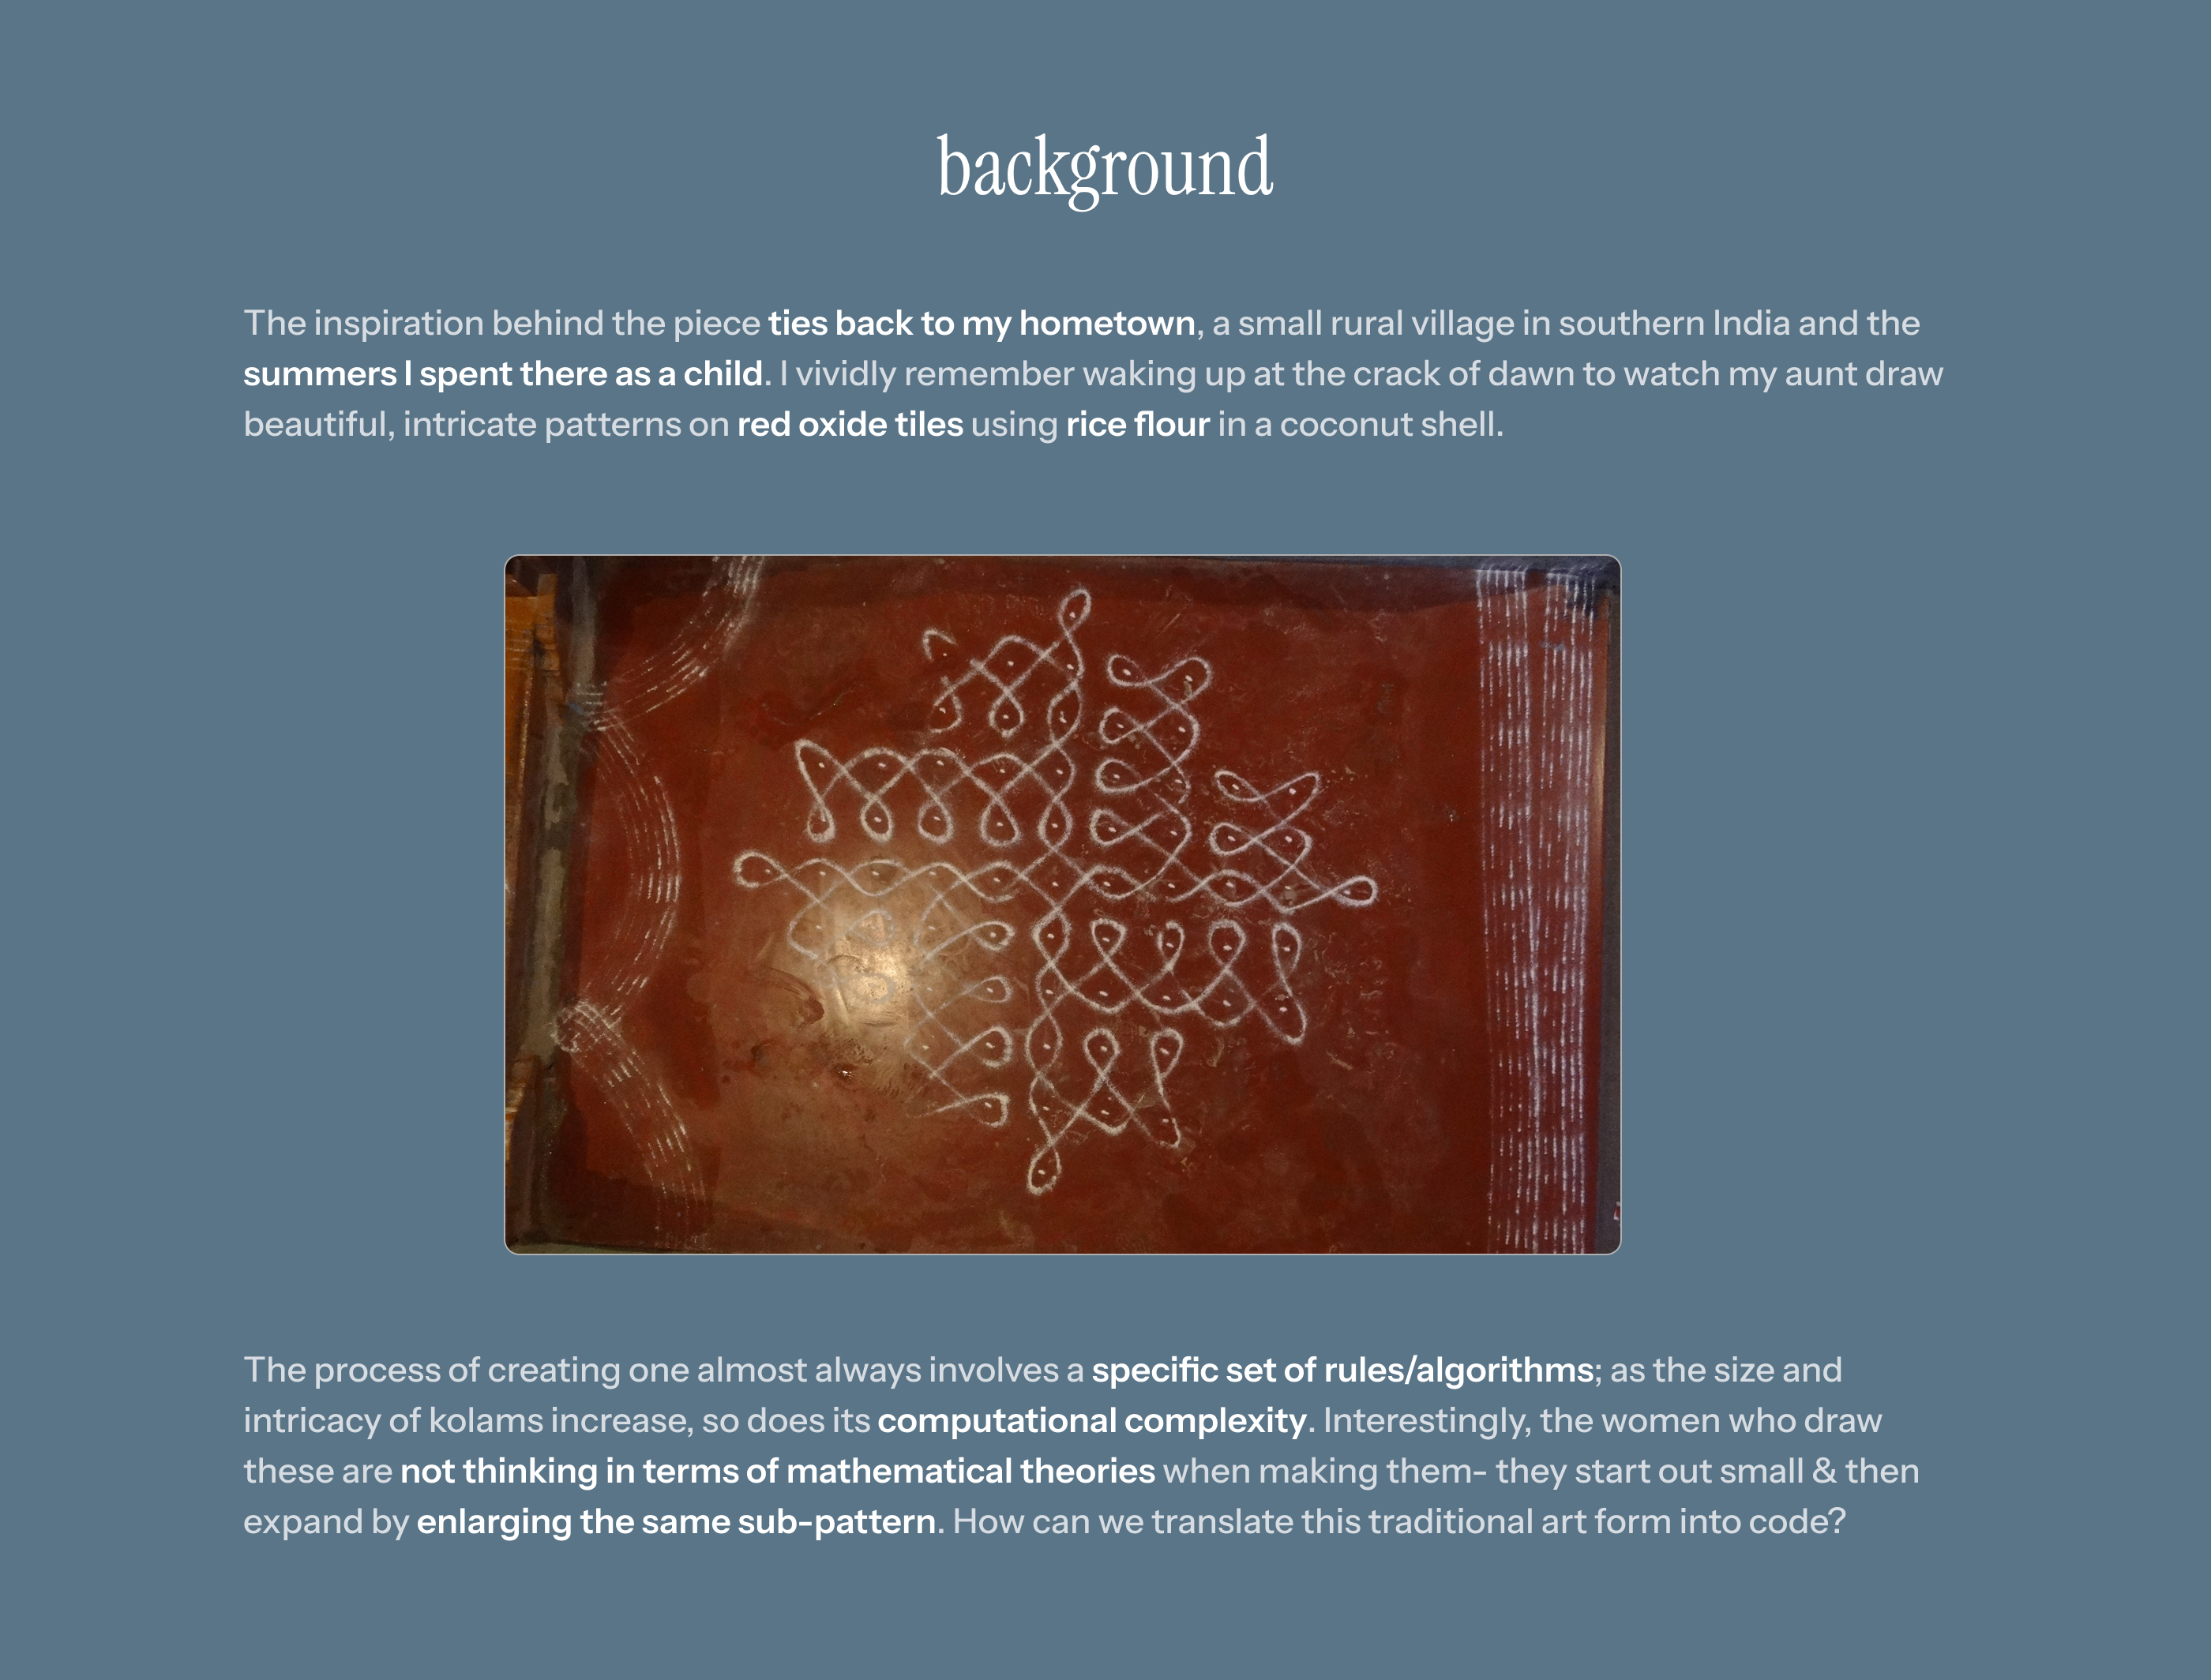 background
The inspiration behind the piece ties back to my hometown, a small rural village in southern India and the
summers I spent there as a child. I vividly remember waking up at the crack of dawn to watch my aunt draw
beautiful, intricate patterns on red oxide tiles using rice flour in a coconut shell.
The process of creating one almost always involves a specific set of rules/algorithms; as the size and
intricacy of kolams increase, so does its computational complexity. Interestingly, the women who draw
these are not thinking in terms of mathematical theories when making them- they start out small & then
expand by enlarging the same sub-pattern. How can we translate this traditional art form into code?